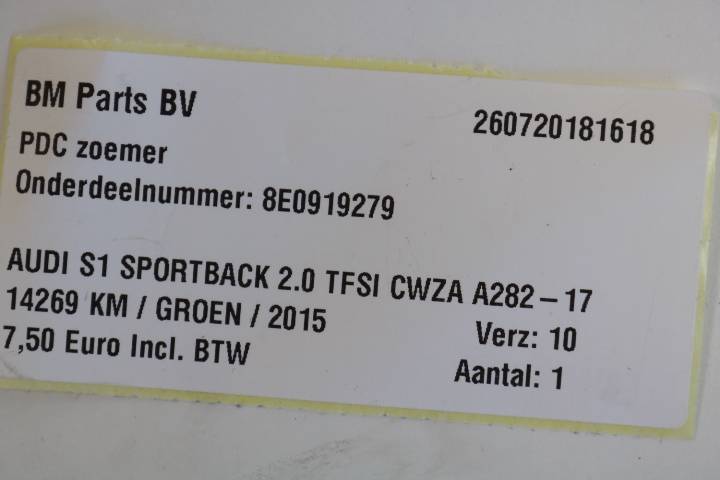 BM Parts BV 260720181618
PDC zoemer
Onderdeelnummer: 8E0919279
AUDI S1 SPORTBACK 2.0 TFSI CWZA A282-17
14269 KM / GROEN / 2015 Verz: 10
7,50 Euro Incl. BTW Aantal: 1